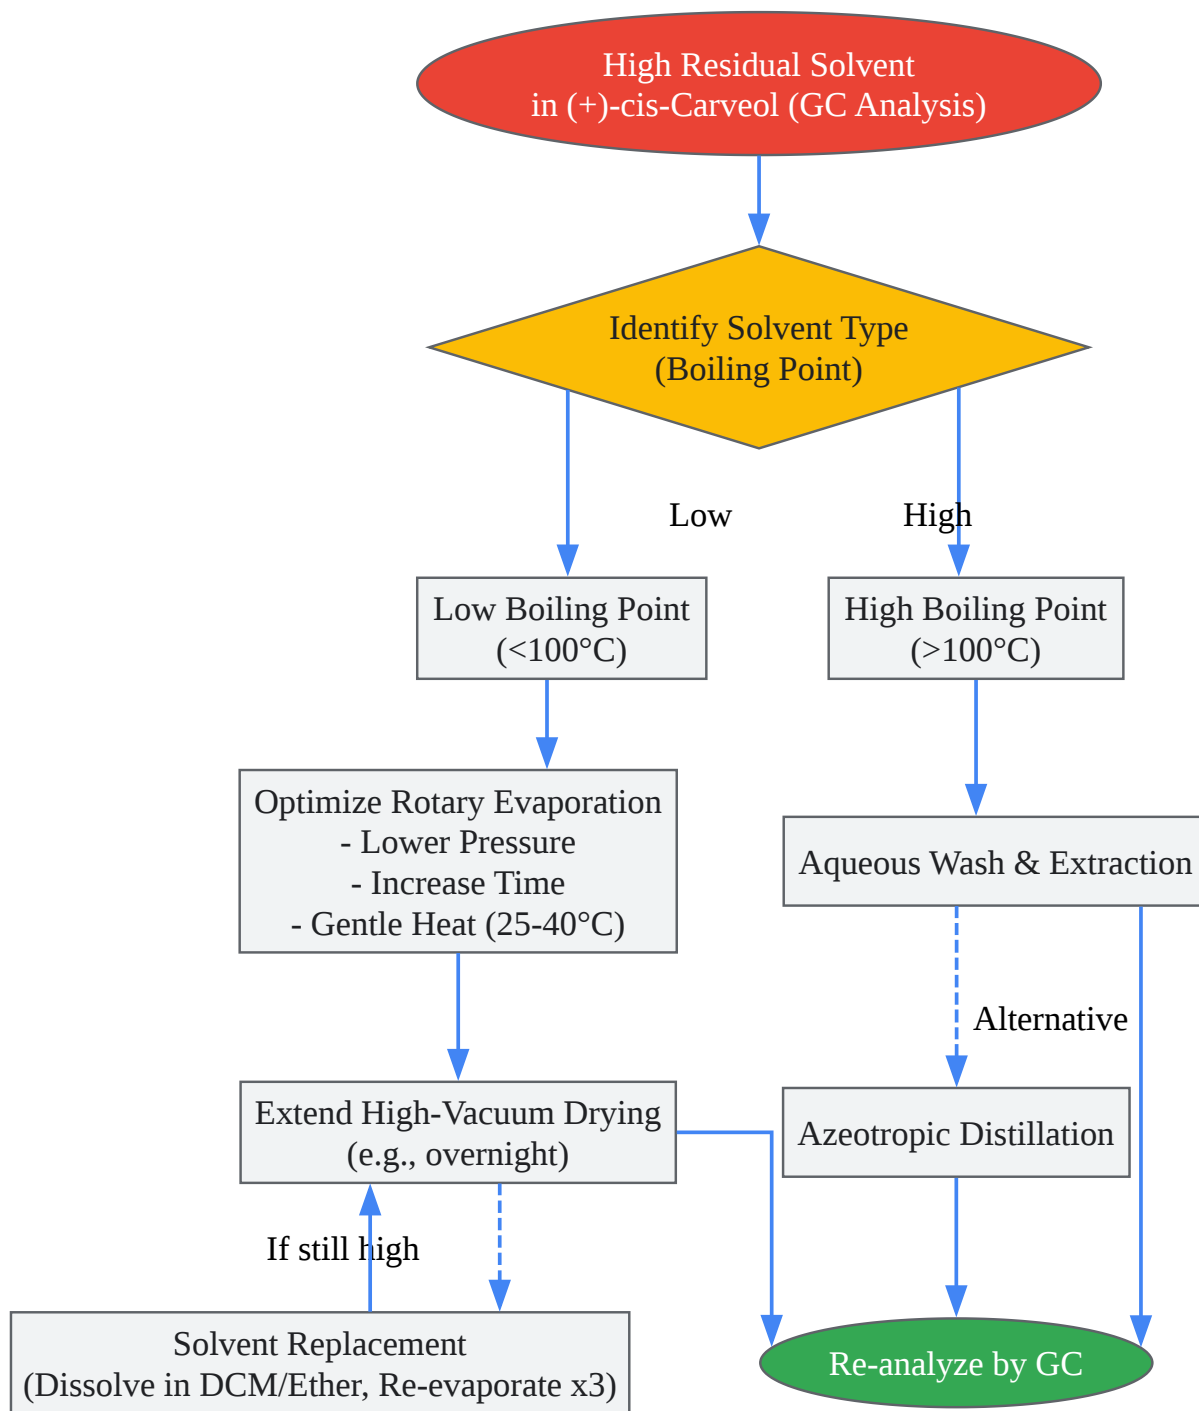 High Residual Solvent
in (+)-cis-Carveol (GC Analysis)
Identify Solvent Type
(Boiling Point)
Low
High
Low Boiling Point
(<100°C)
High Boiling Point
(>100°C)
Optimize Rotary Evaporation
- Lower Pressure
- Increase Time
- Gentle Heat (25-40°C)
Aqueous Wash & Extraction
Alternative
Extend High-Vacuum Drying
(e.g., overnight)
Azeotropic Distillation
If still high
Solvent Replacement
(Dissolve in DCM/Ether, Re-evaporate x3)
Re-analyze by GC